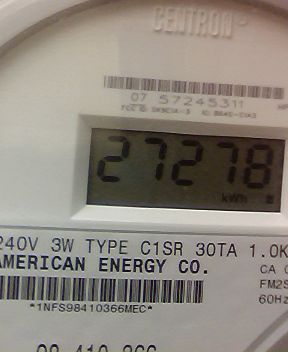 CENTRON
07 57245311
27278
kWh
240V 3W TYPE C1SR 30TA 1.0K
AMERICAN ENERGY CO.
CA
FM2S
60Hz
*1NFS98410366MEC*